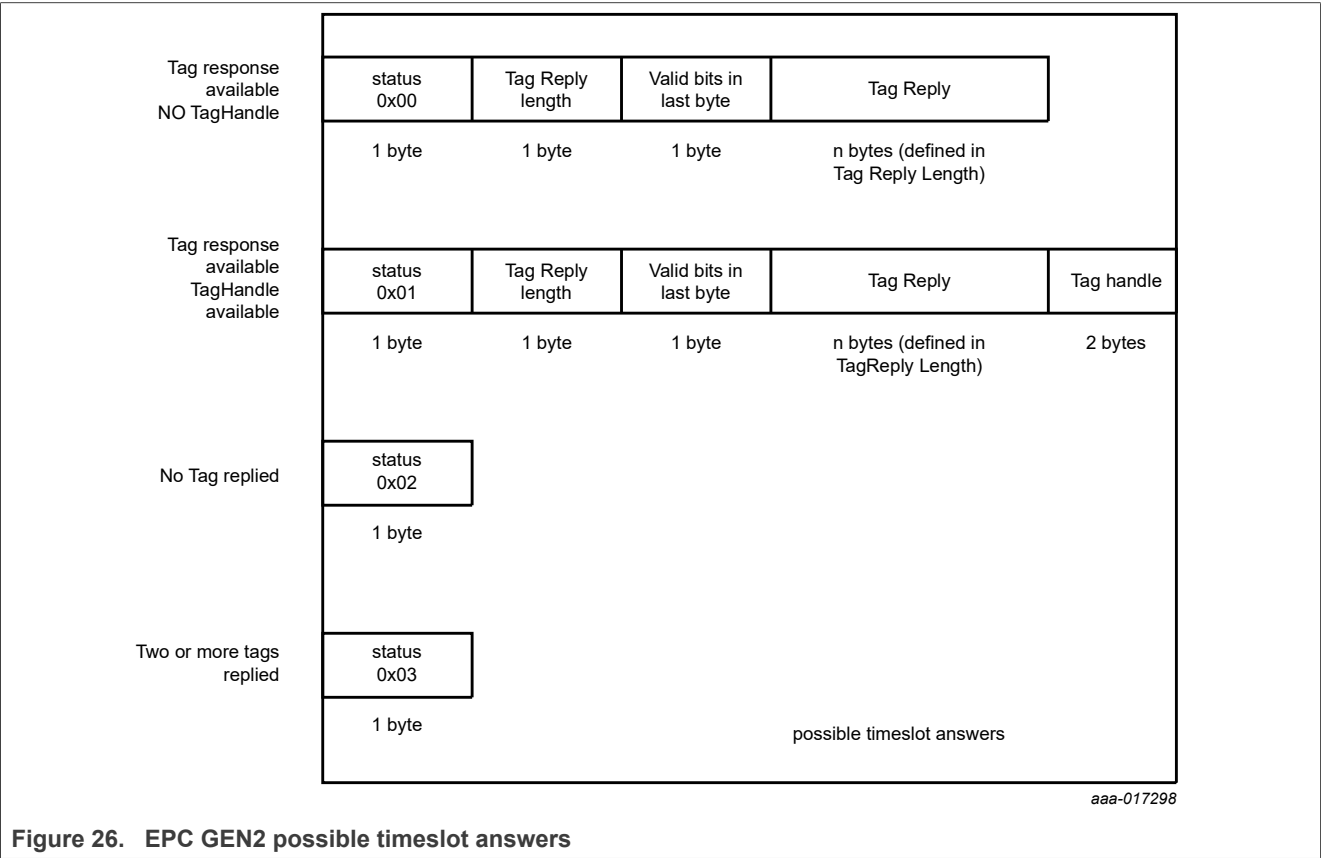 Tag response
available
NO TagHandle
status
0x00
Tag Reply
length
Valid bits in
last byte
Tag Reply
1 byte
1 byte
1 byte
n bytes (defined in
Tag Reply Length)
Tag response
available
TagHandle
available
status
0x01
Tag Reply
length
Valid bits in
last byte
Tag Reply
Tag handle
1 byte
1 byte
1 byte
n bytes (defined in
TagReply Length)
2 bytes
No Tag replied
status
0x02
1 byte
Two or more tags
replied
status
0x03
1 byte
possible timeslot answers
aaa-017298
Figure 26. EPC GEN2 possible timeslot answers